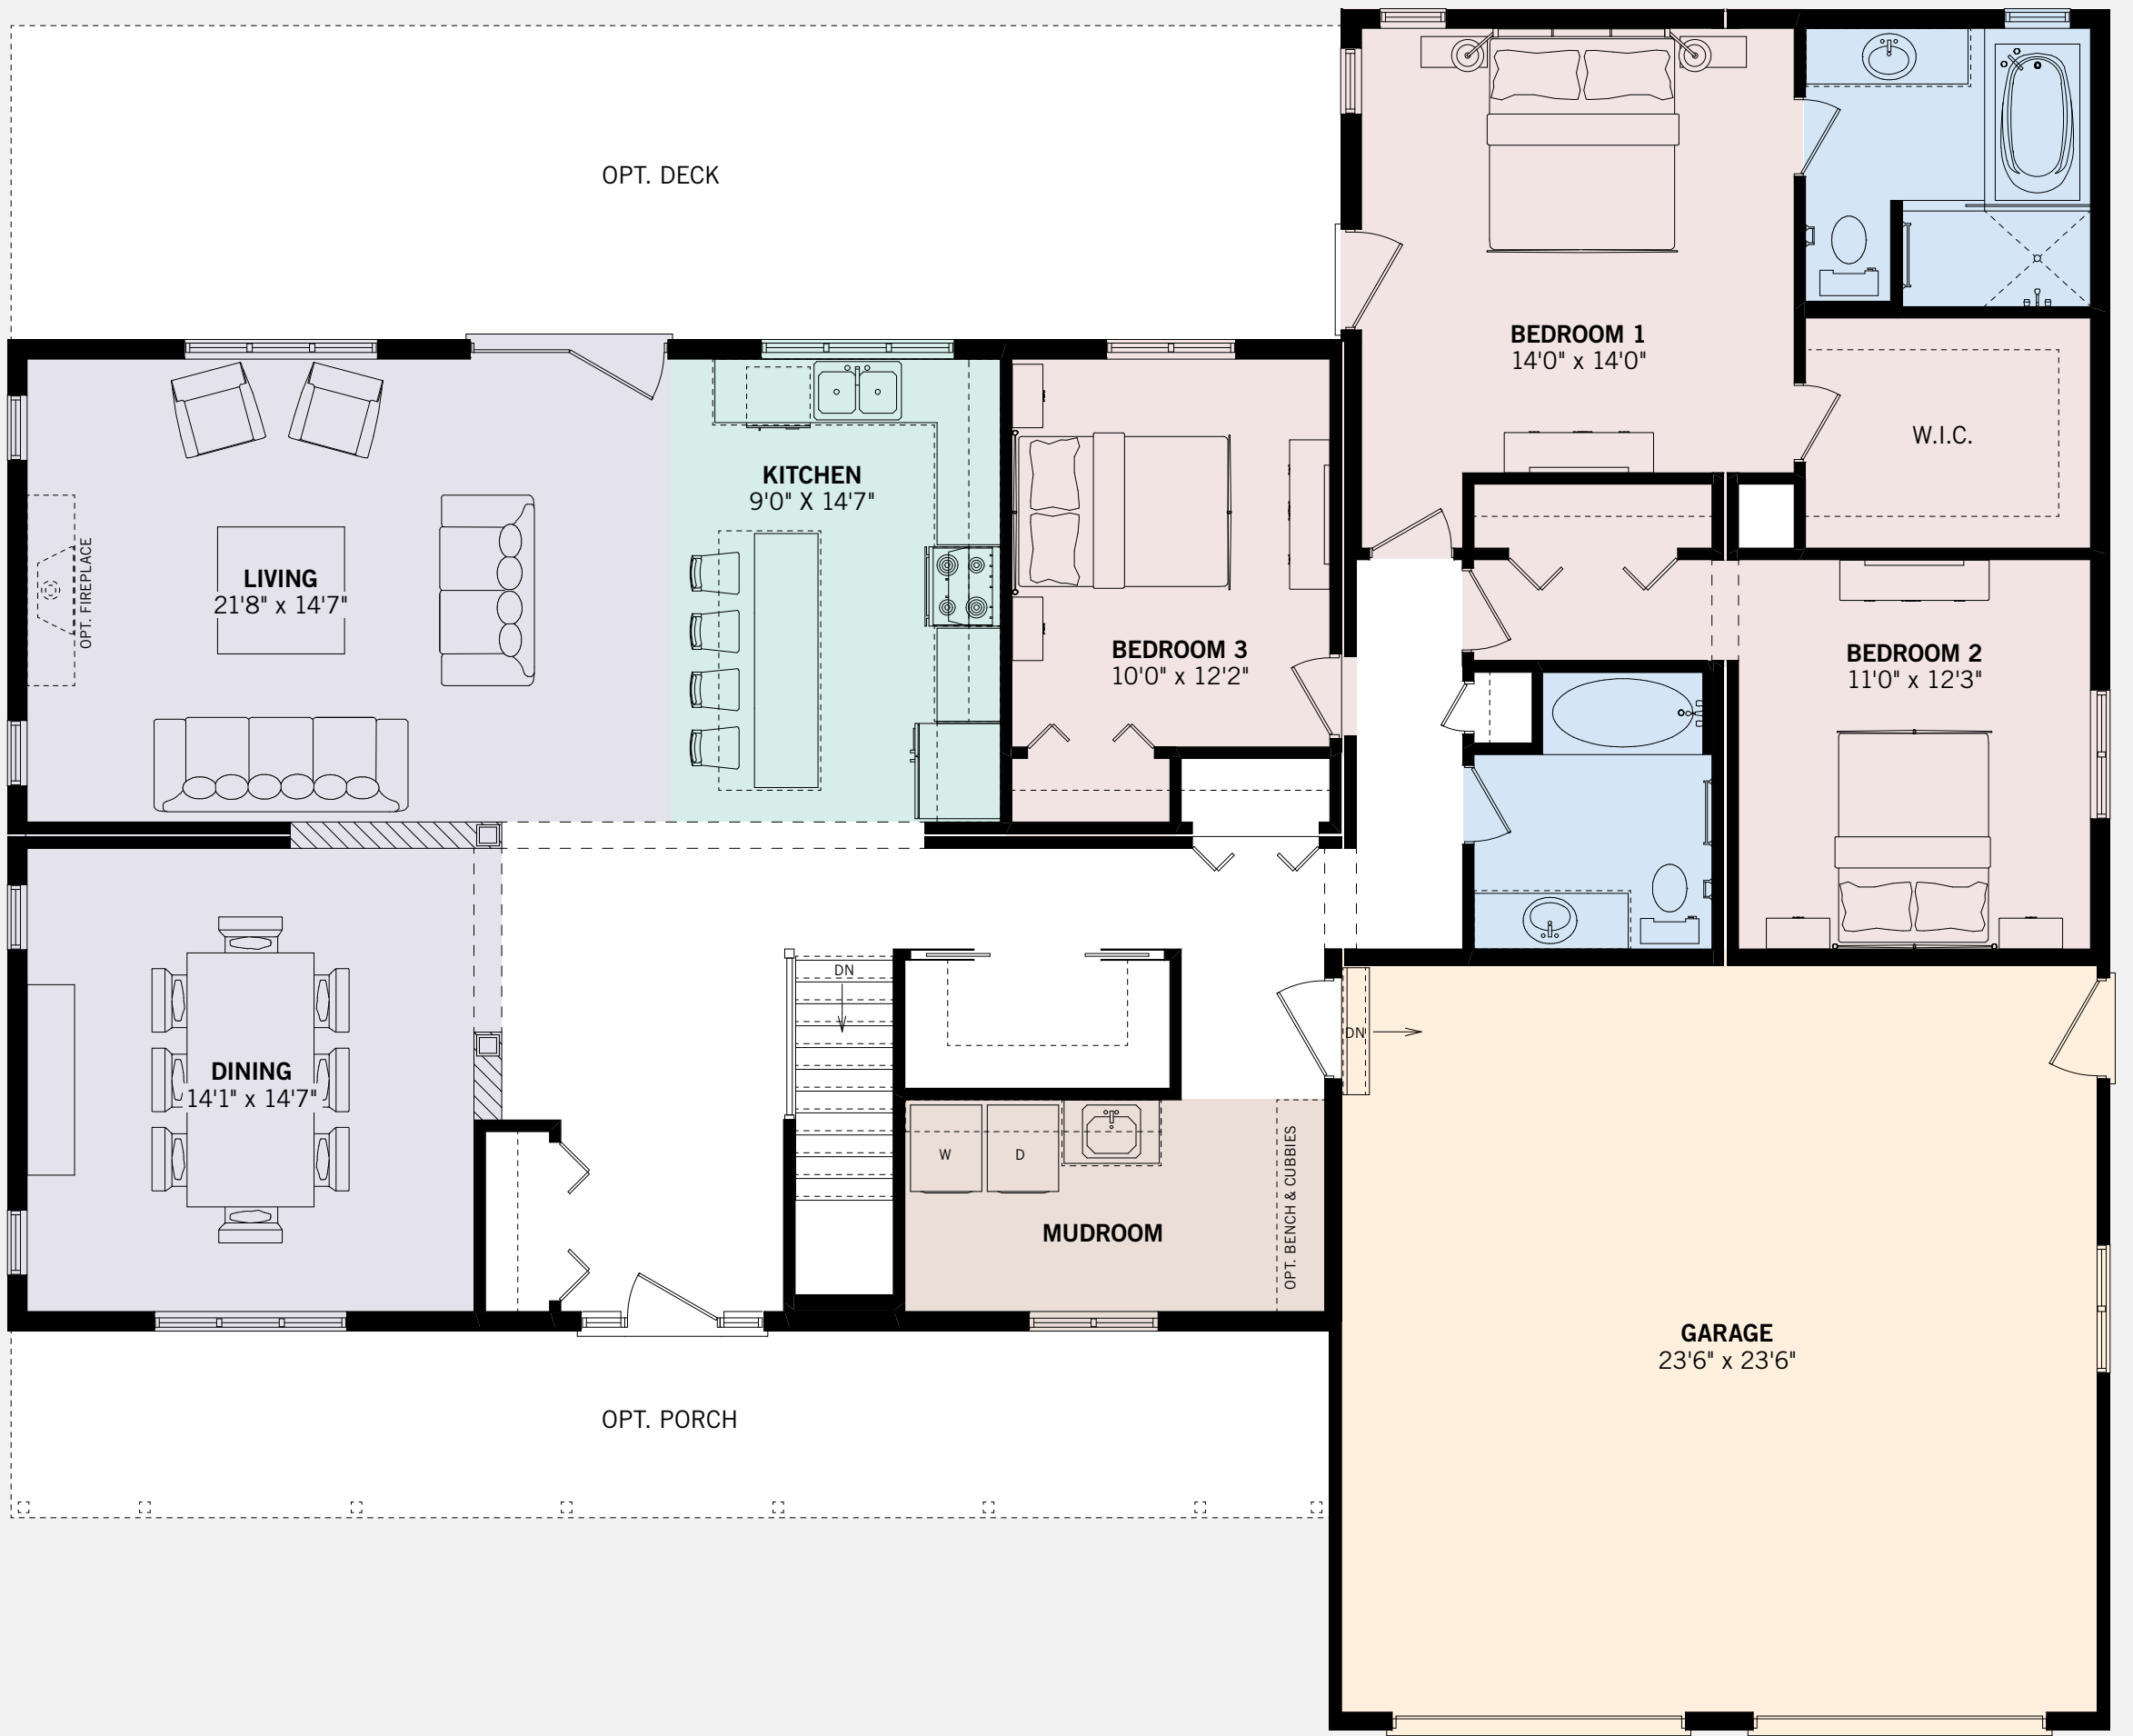 OPT. DECK
BEDROOM 1
14'0" x 14'0"
W.I.C.
KITCHEN
9'0" X 14'7"
LIVING
21'8" x 14'7"
OPT. FIREPLACE
BEDROOM 3
10'0" x 12'2"
BEDROOM 2
11'0" x 12'3"
DN
DN
DINING
14'1" x 14'7"
W
D
OPT. BENCH & CUBBIES
MUDROOM
GARAGE
23'6" x 23'6"
OPT. PORCH